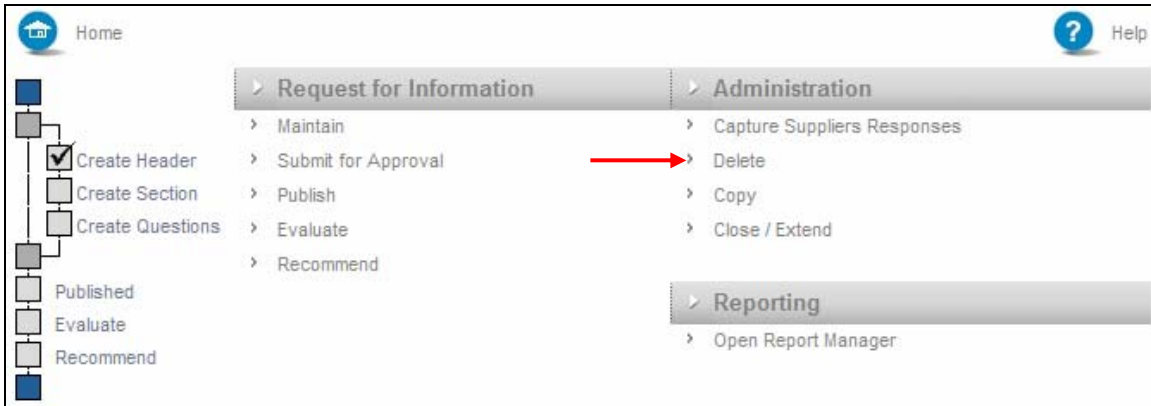 Home
Help
Create Header
Create Section
Create Questions
Published
Evaluate
Recommend
Request for Information
Maintain
Submit for Approval
Publish
Evaluate
Recommend
Administration
Capture Suppliers Responses
Delete
Copy
Close / Extend
Reporting
Open Report Manager